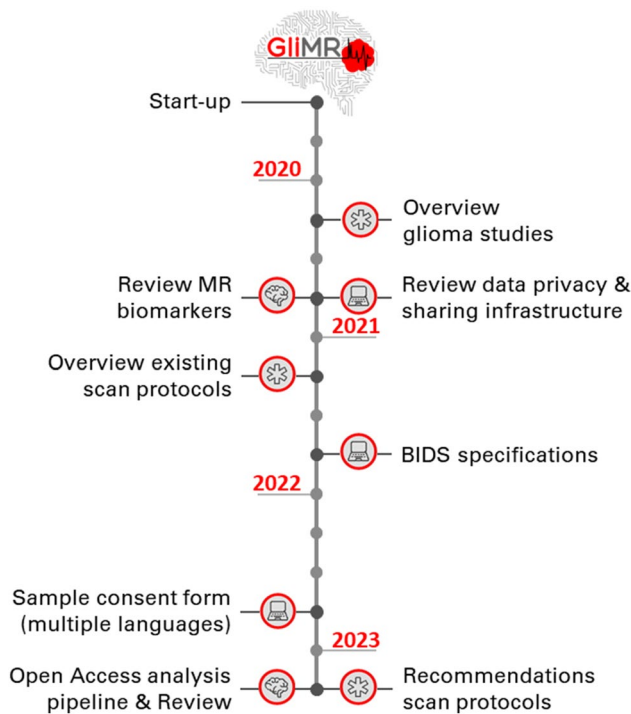 GliMR
Start-up
2020
Overview
glioma studies
Review MR
biomarkers
Review data privacy &
sharing infrastructure
2021
Overview existing
scan protocols
BIDS specifications
2022
Sample consent form
(multiple languages)
2023
Open Access analysis
pipeline & Review
Recommendations
scan protocols